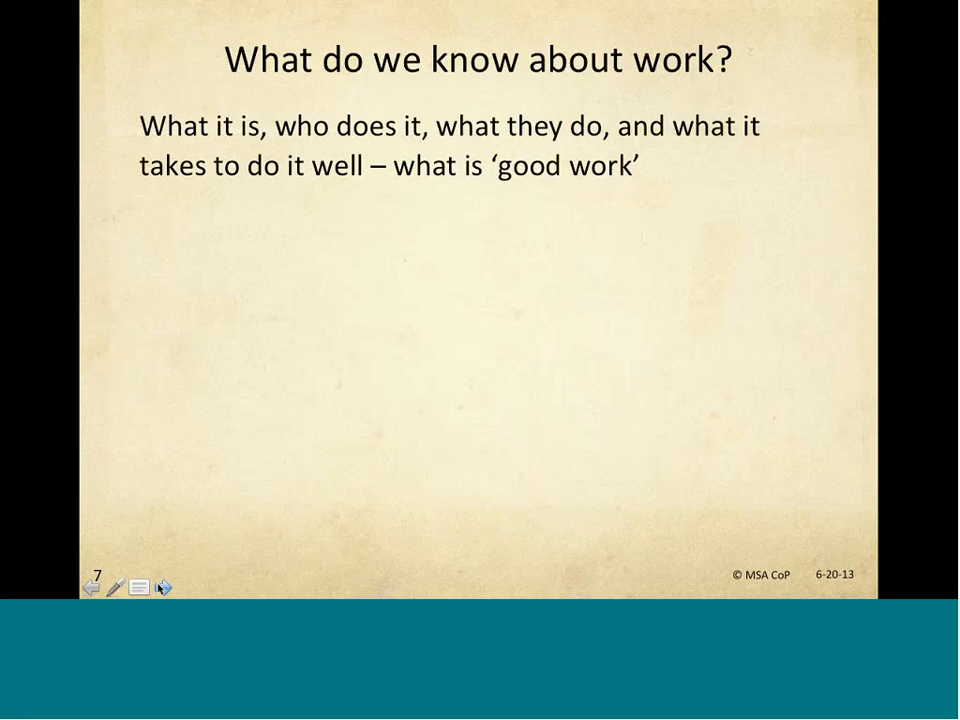 What do we know about work?
What it is, who does it, what they do, and what it
takes to do it well – what is ‘good work’
7
© MSA CoP 6-20-13